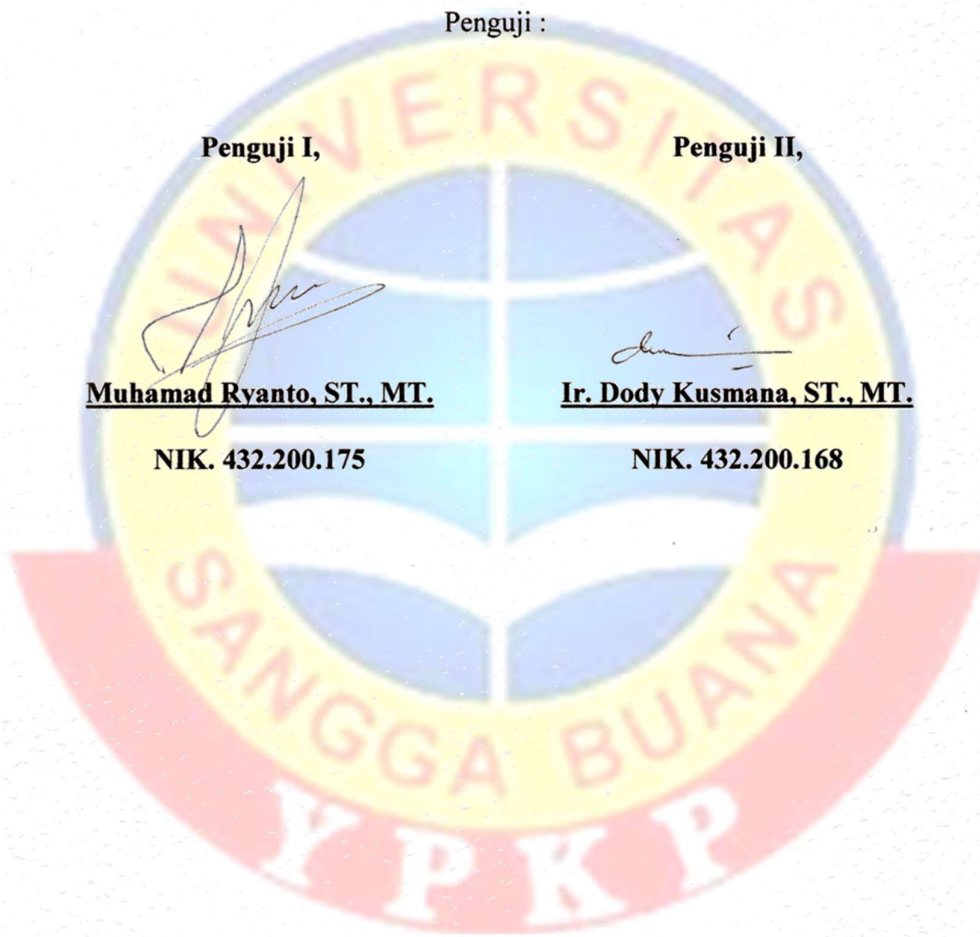 Penguji :
Penguji I,
Penguji II,
Muhamad Ryanto, ST., MT.
Ir. Dody Kusmana, ST., MT.
NIK. 432.200.175
NIK. 432.200.168
UNIVERSITAS
SANGGA BUANA
YPKP